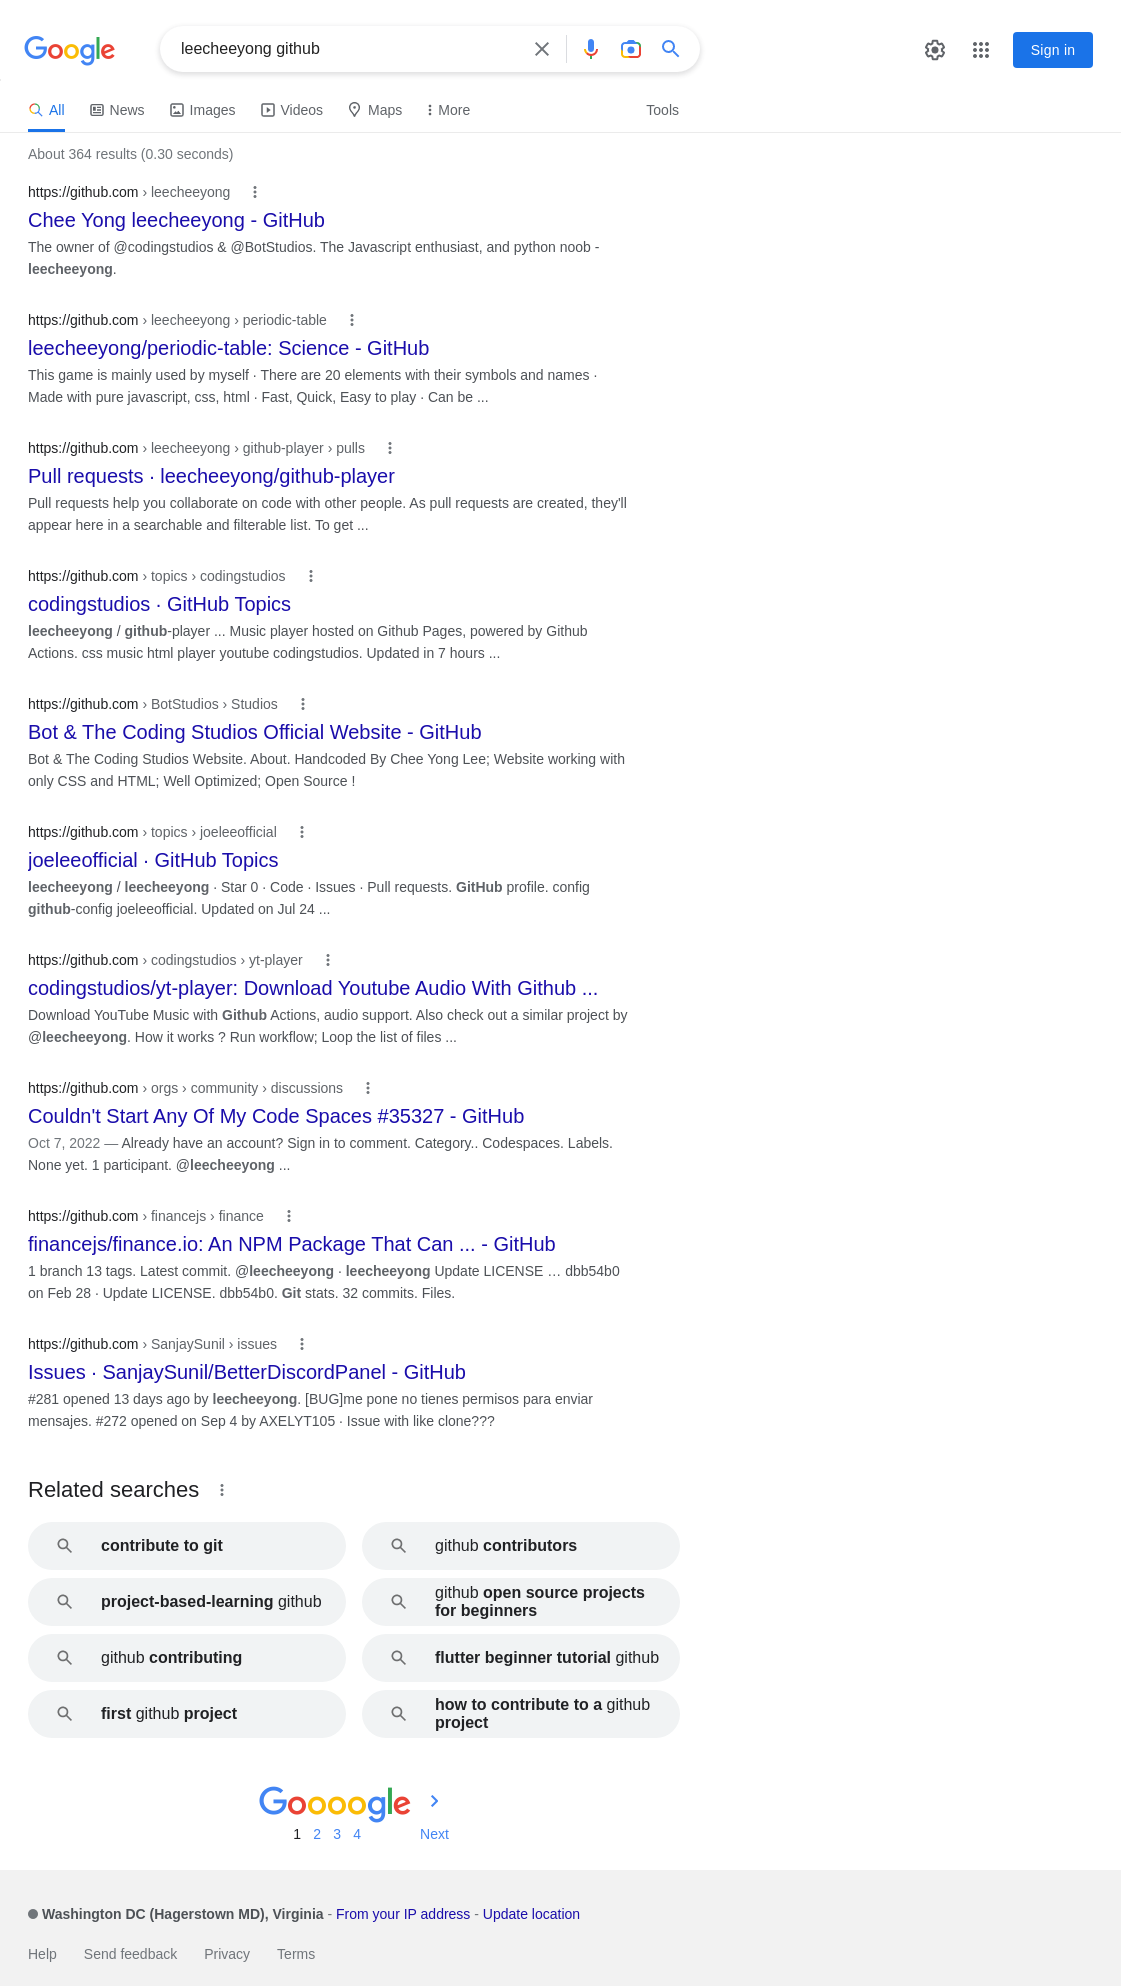 Google
leecheeyong github
Sign in
All News Images Videos Maps More Tools
About 364 results (0.30 seconds)
https://github.com › leecheeyong
Chee Yong leecheeyong - GitHub
The owner of @codingstudios & @BotStudios. The Javascript enthusiast, and python noob -
leecheeyong.
https://github.com › leecheeyong › periodic-table
leecheeyong/periodic-table: Science - GitHub
This game is mainly used by myself · There are 20 elements with their symbols and names ·
Made with pure javascript, css, html · Fast, Quick, Easy to play · Can be ...
https://github.com › leecheeyong › github-player › pulls
Pull requests · leecheeyong/github-player
Pull requests help you collaborate on code with other people. As pull requests are created, they'll
appear here in a searchable and filterable list. To get ...
https://github.com › topics › codingstudios
codingstudios · GitHub Topics
leecheeyong / github-player ... Music player hosted on Github Pages, powered by Github
Actions. css music html player youtube codingstudios. Updated in 7 hours ...
https://github.com › BotStudios › Studios
Bot & The Coding Studios Official Website - GitHub
Bot & The Coding Studios Website. About. Handcoded By Chee Yong Lee; Website working with
only CSS and HTML; Well Optimized; Open Source !
https://github.com › topics › joeleeofficial
joeleeofficial · GitHub Topics
leecheeyong / leecheeyong · Star 0 · Code · Issues · Pull requests. GitHub profile. config
github-config joeleeofficial. Updated on Jul 24 ...
https://github.com › codingstudios › yt-player
codingstudios/yt-player: Download Youtube Audio With Github ...
Download YouTube Music with Github Actions, audio support. Also check out a similar project by
@leecheeyong. How it works ? Run workflow; Loop the list of files ...
https://github.com › orgs › community › discussions
Couldn't Start Any Of My Code Spaces #35327 - GitHub
Oct 7, 2022 — Already have an account? Sign in to comment. Category.. Codespaces. Labels.
None yet. 1 participant. @leecheeyong ...
https://github.com › financejs › finance
financejs/finance.io: An NPM Package That Can ... - GitHub
1 branch 13 tags. Latest commit. @leecheeyong · leecheeyong Update LICENSE … dbb54b0
on Feb 28 · Update LICENSE. dbb54b0. Git stats. 32 commits. Files.
https://github.com › SanjaySunil › issues
Issues · SanjaySunil/BetterDiscordPanel - GitHub
#281 opened 13 days ago by leecheeyong. [BUG]me pone no tienes permisos para enviar
mensajes. #272 opened on Sep 4 by AXELYT105 · Issue with like clone???
Related searches
contribute to git
github contributors
project-based-learning github
github open source projects
for beginners
github contributing
flutter beginner tutorial github
first github project
how to contribute to a github
project
Goooogle
1 2 3 4 Next
Washington DC (Hagerstown MD), Virginia - From your IP address - Update location
Help Send feedback Privacy Terms